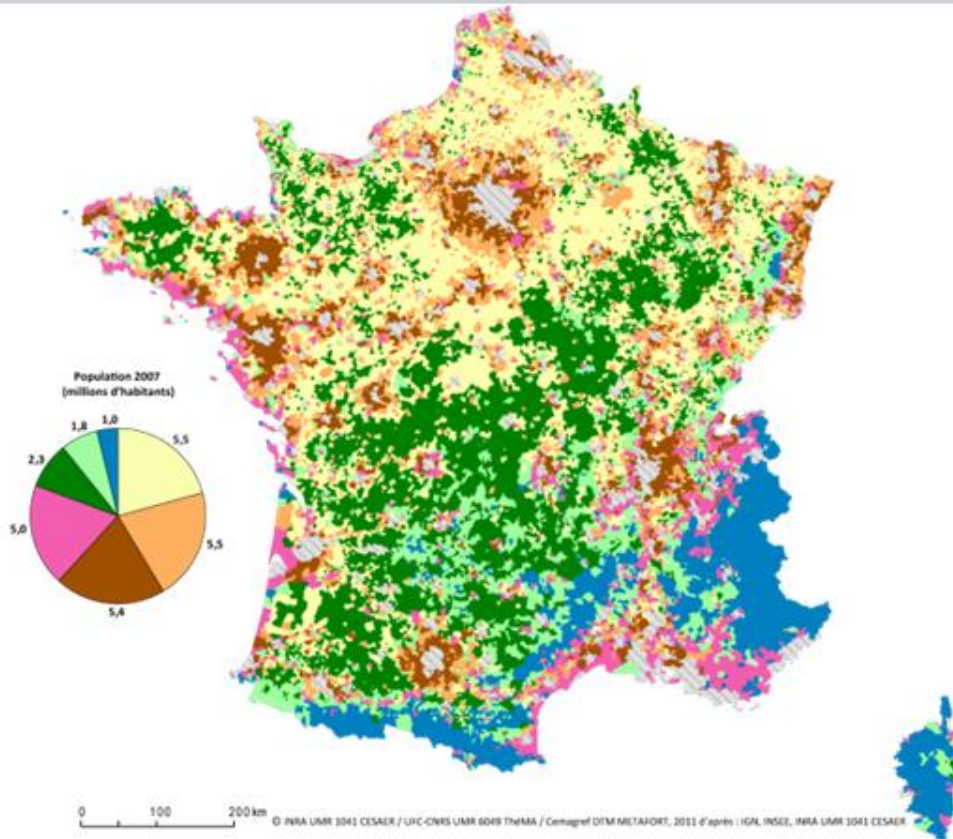 Population 2007
(millions d'habitants)
1,0
1,8
5,5
2,3
5,0
5,5
5,4
0 100 200 km
© INRA UMR 1041 CESAER / UFC-CNRS UMR 6049 ThéMA / Cemagref DTM METAFORT, 2011 d'après : IGN, INSEE, INRA UMR 1041 CESAER